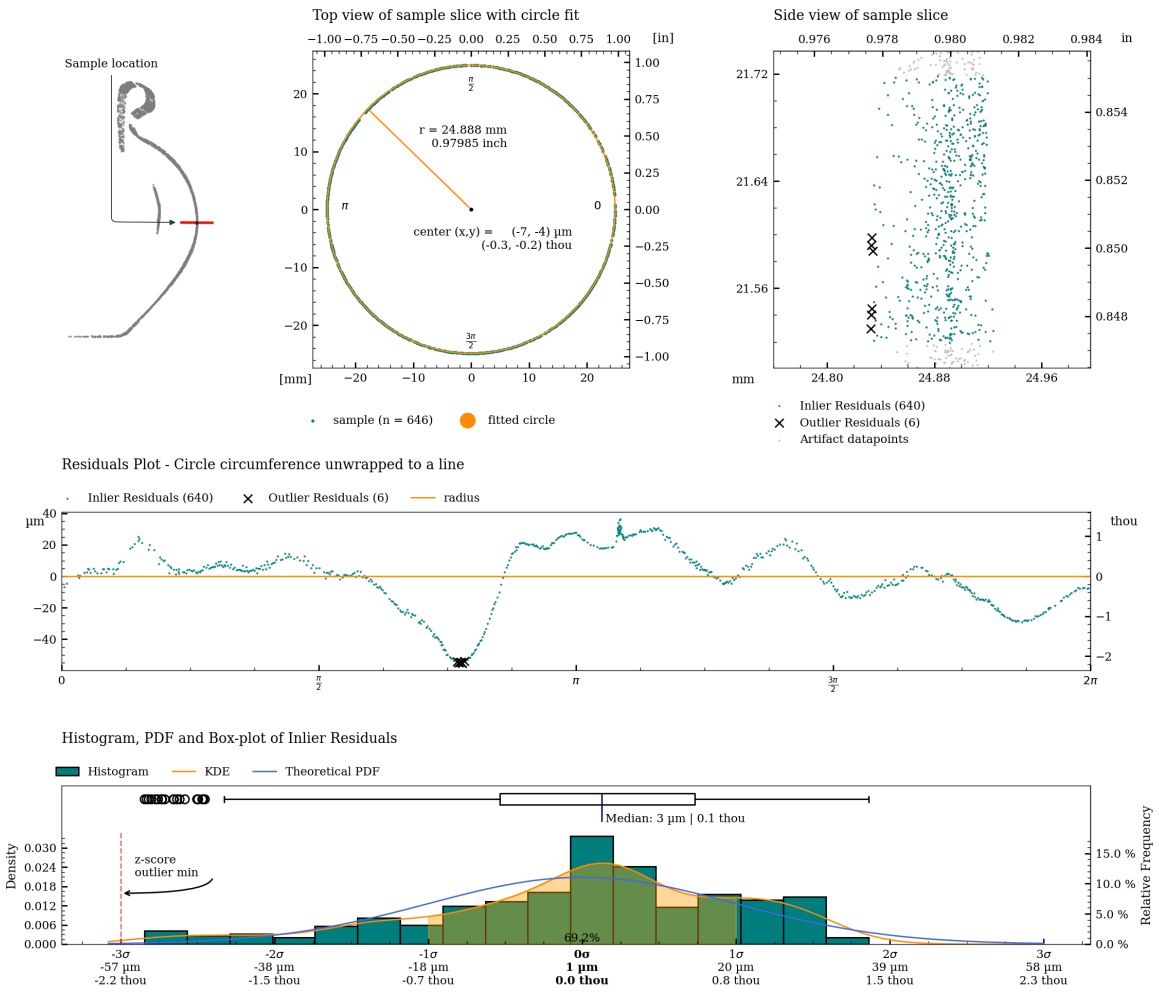 Top view of sample slice with circle fit
Side view of sample slice
Sample location
−1.00 −0.75 −0.50 −0.25 0.00 0.25 0.50 0.75 1.00 [in]
0.976 0.978 0.980 0.982 0.984 in
20
10
0
−10
−20
[mm]
π/2
r = 24.888 mm
0.97985 inch
π
0
center (x,y) = (-7, -4) µm
(-0.3, -0.2) thou
3π/2
1.00
0.75
0.50
0.25
0.00
−0.25
−0.50
−0.75
−1.00
−20 −10 0 10 20
sample (n = 646) fitted circle
21.72
21.64
21.56
mm
0.854
0.852
0.850
0.848
24.80 24.88 24.96
Inlier Residuals (640)
Outlier Residuals (6)
Artifact datapoints
Residuals Plot - Circle circumference unwrapped to a line
Inlier Residuals (640) Outlier Residuals (6) radius
40
µm
20
0
−20
−40
thou
1
0
−1
−2
0 π/2 π 3π/2 2π
Histogram, PDF and Box-plot of Inlier Residuals
Histogram KDE Theoretical PDF
Median: 3 µm | 0.1 thou
z-score
outlier min
Density
0.030
0.024
0.018
0.012
0.006
0.000
69.2%
Relative Frequency
15.0 %
10.0 %
5.0 %
0.0 %
-3σ -2σ -1σ 0σ 1σ 2σ 3σ
-57 µm -38 µm -18 µm 1 µm 20 µm 39 µm 58 µm
-2.2 thou -1.5 thou -0.7 thou 0.0 thou 0.8 thou 1.5 thou 2.3 thou